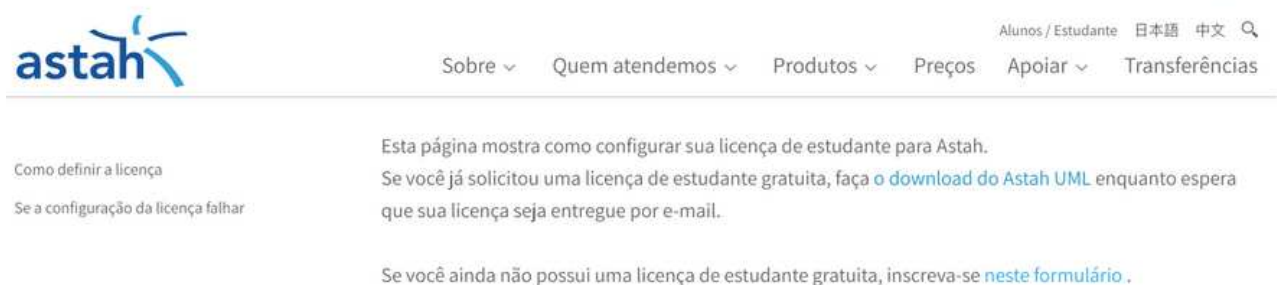 Alunos / Estudante 日本語 中文
astah
Sobre Quem atendemos Produtos Preços Apoiar Transferências
Como definir a licença
Se a configuração da licença falhar
Esta página mostra como configurar sua licença de estudante para Astah.
Se você já solicitou uma licença de estudante gratuita, faça o download do Astah UML enquanto espera
que sua licença seja entregue por e-mail.
Se você ainda não possui uma licença de estudante gratuita, inscreva-se neste formulário .